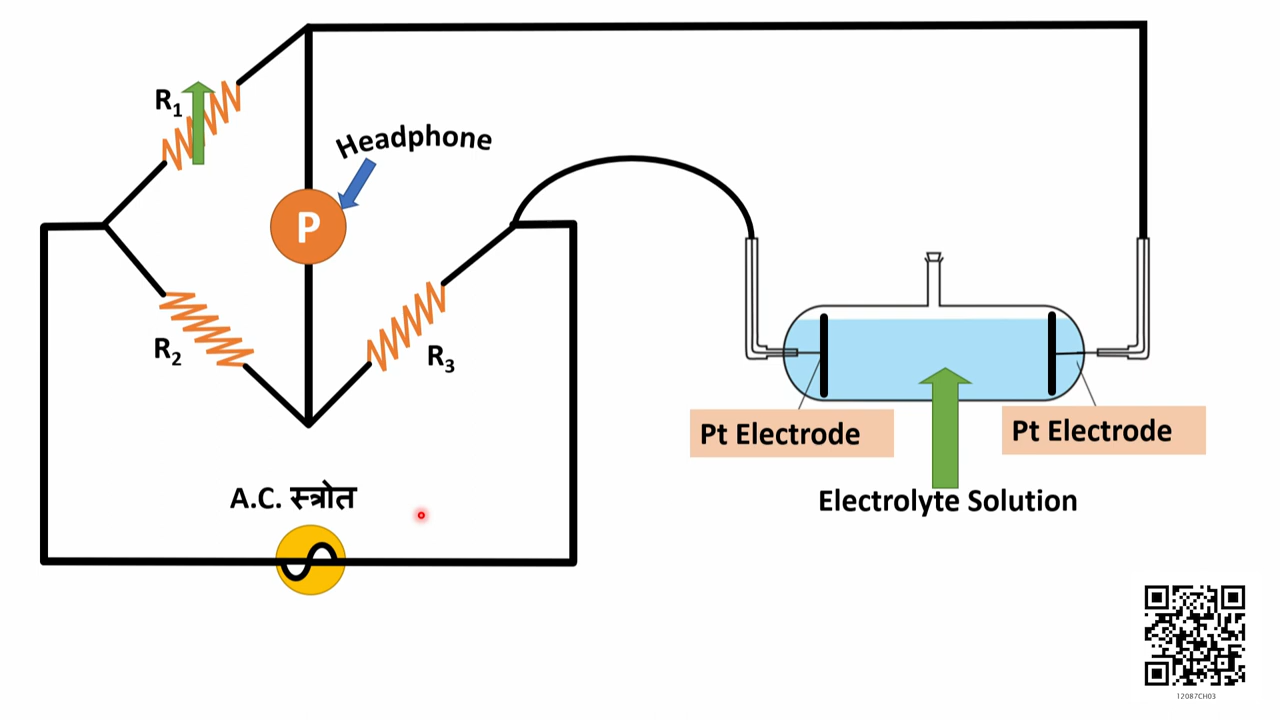 R1
Headphone
P
R2
R3
Pt Electrode
Pt Electrode
A.C. स्त्रोत
Electrolyte Solution
12087CH03